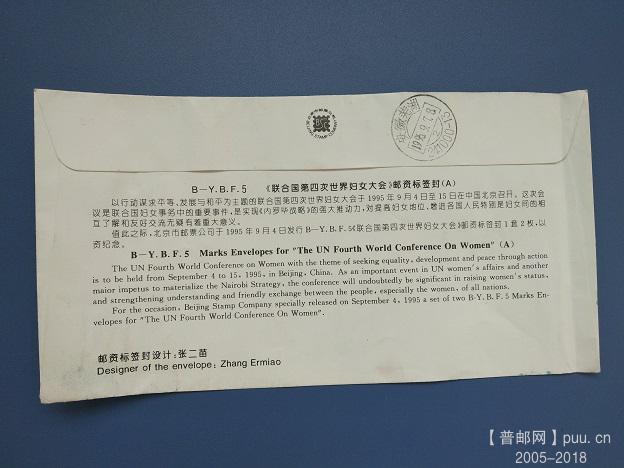 B—Y.B.F.5 《联合国第四次世界妇女大会》邮资标签封(A)
以行动谋求平等、发展与和平为主题的联合国第四次世界妇女大会于 1995 年 9 月 4 日至 15 日在中国北京召开。这次会
议是联合国妇女事务中的重要事件,是实现《内罗毕战略》的强大推动力,对提高妇女地位、增进各国人民特别是妇女间的相
互了解和友好交流无疑有着重大意义。
值此之际,北京市邮票公司于 1995 年 9 月 4 日发行 B—Y.B.F.5《联合国第四次世界妇女大会》邮资标签封 1 套 2 枚,以
资纪念。
B—Y.B.F.5 Marks Envelopes for "The UN Fourth World Conference On Women" (A)
The UN Fourth World Conference on Women with the theme of seeking equality, development and peace through action
is to be held from September 4 to 15, 1995, in Beijing, China. As an important event in UN women's affairs and another
major impetus to materialize the Nairobi Strategy, the conference will undoubtedly be significant in raising women's status,
and strengthening understanding and friendly exchange between the people, especially the women, of all nations.
For the occasion, Beijing Stamp Company specially released on September 4, 1995 a set of two B-Y.B.F.5 Marks En-
velopes for "The UN Fourth World Conference On Women".
邮资标签封设计:张二苗
Designer of the envelope: Zhang Ermiao
【普邮网】puu.cn
2005-2018